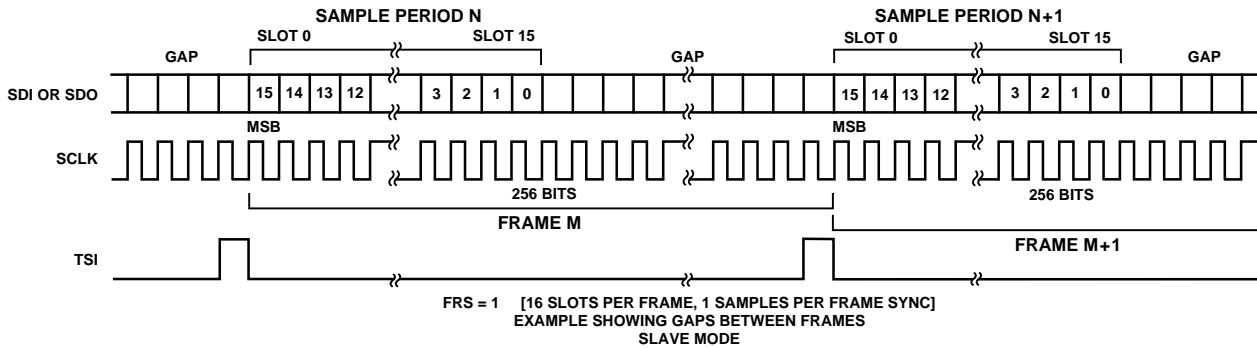 SAMPLE PERIOD N SAMPLE PERIOD N+1
SLOT 0 SLOT 15 SLOT 0 SLOT 15
GAP GAP GAP
SDI OR SDO 15 14 13 12 3 2 1 0 15 14 13 12 3 2 1 0
MSB MSB
SCLK
256 BITS 256 BITS
FRAME M
FRAME M+1
TSI
FRS = 1 [16 SLOTS PER FRAME, 1 SAMPLES PER FRAME SYNC]
EXAMPLE SHOWING GAPS BETWEEN FRAMES
SLAVE MODE